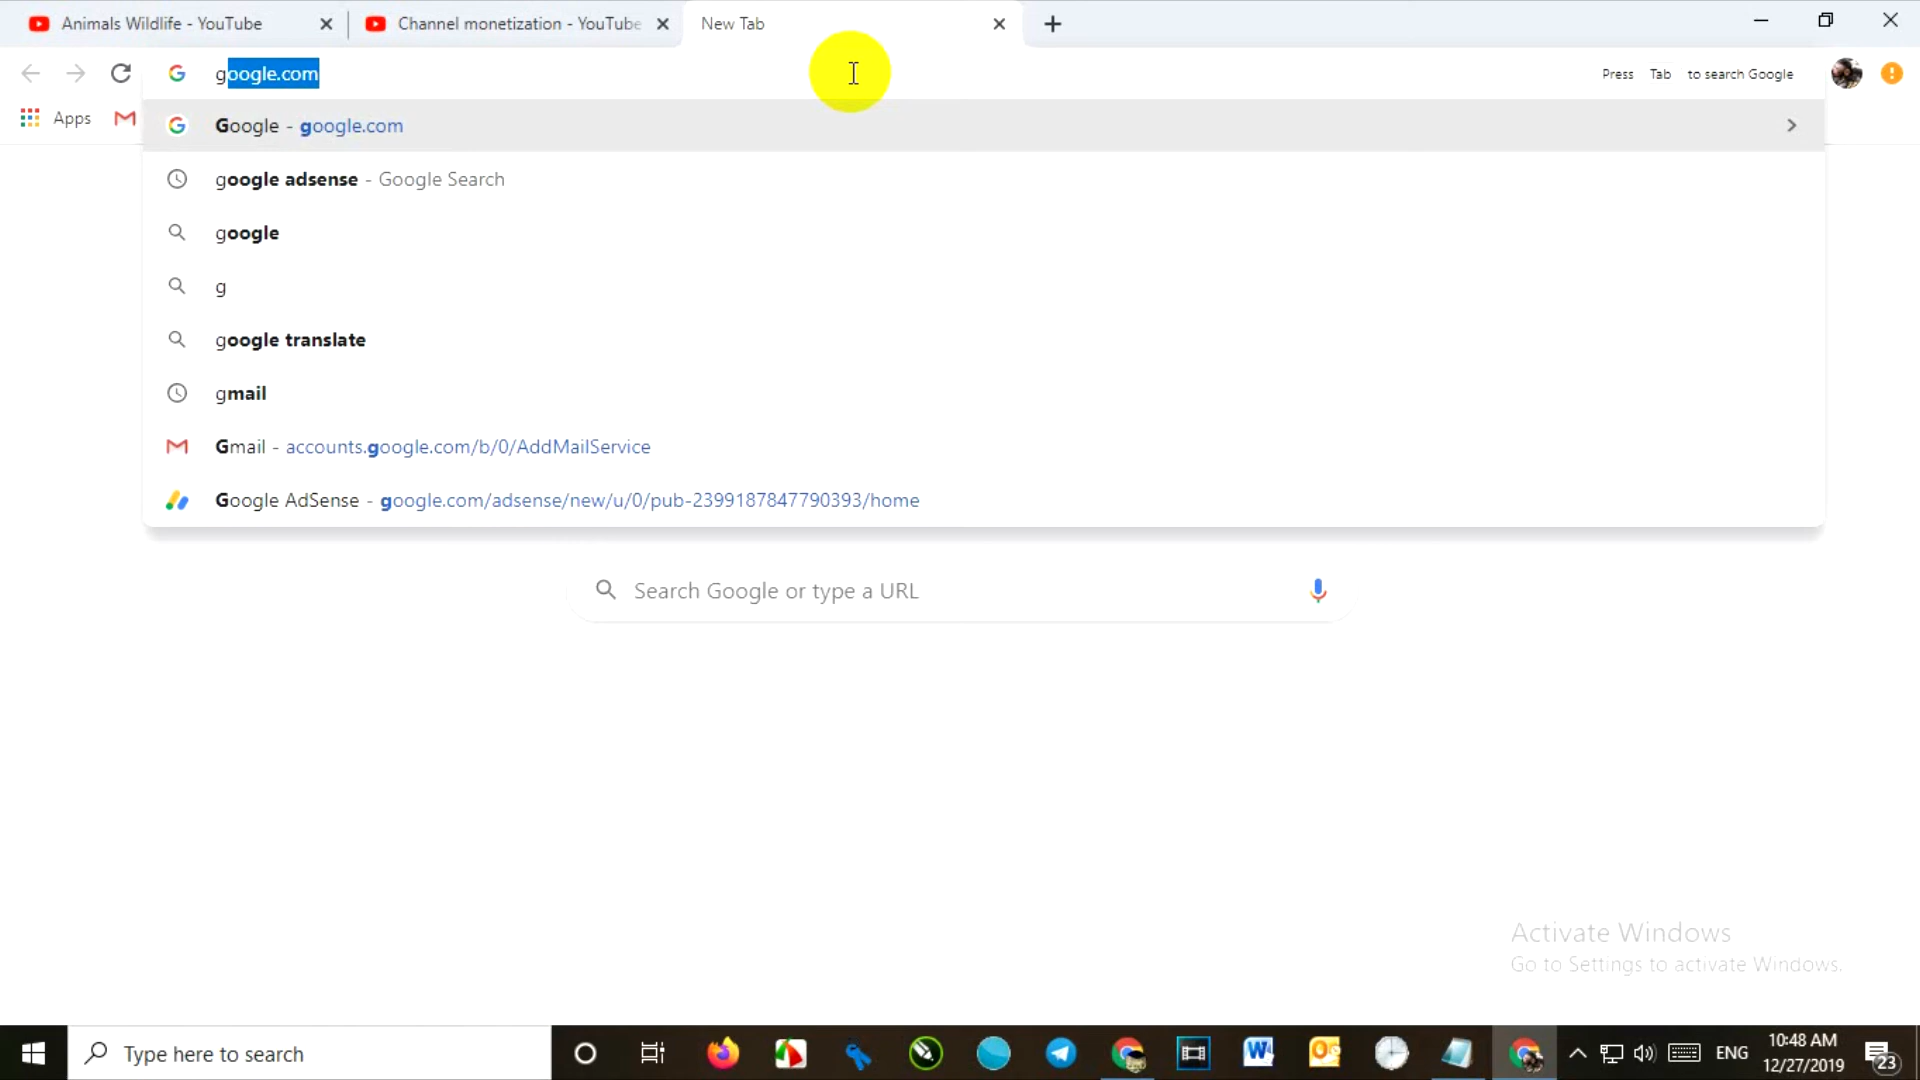 Animals Wildlife - YouTube
Channel monetization - YouTube
New Tab
google.com
Press Tab to search Google
Apps
Google - google.com
google adsense - Google Search
google
g
google translate
gmail
Gmail - accounts.google.com/b/0/AddMailService
Google AdSense - google.com/adsense/new/u/0/pub-2399187847790393/home
Search Google or type a URL
Activate Windows
Go to Settings to activate Windows.
Type here to search
ENG
10:48 AM
12/27/2019
23